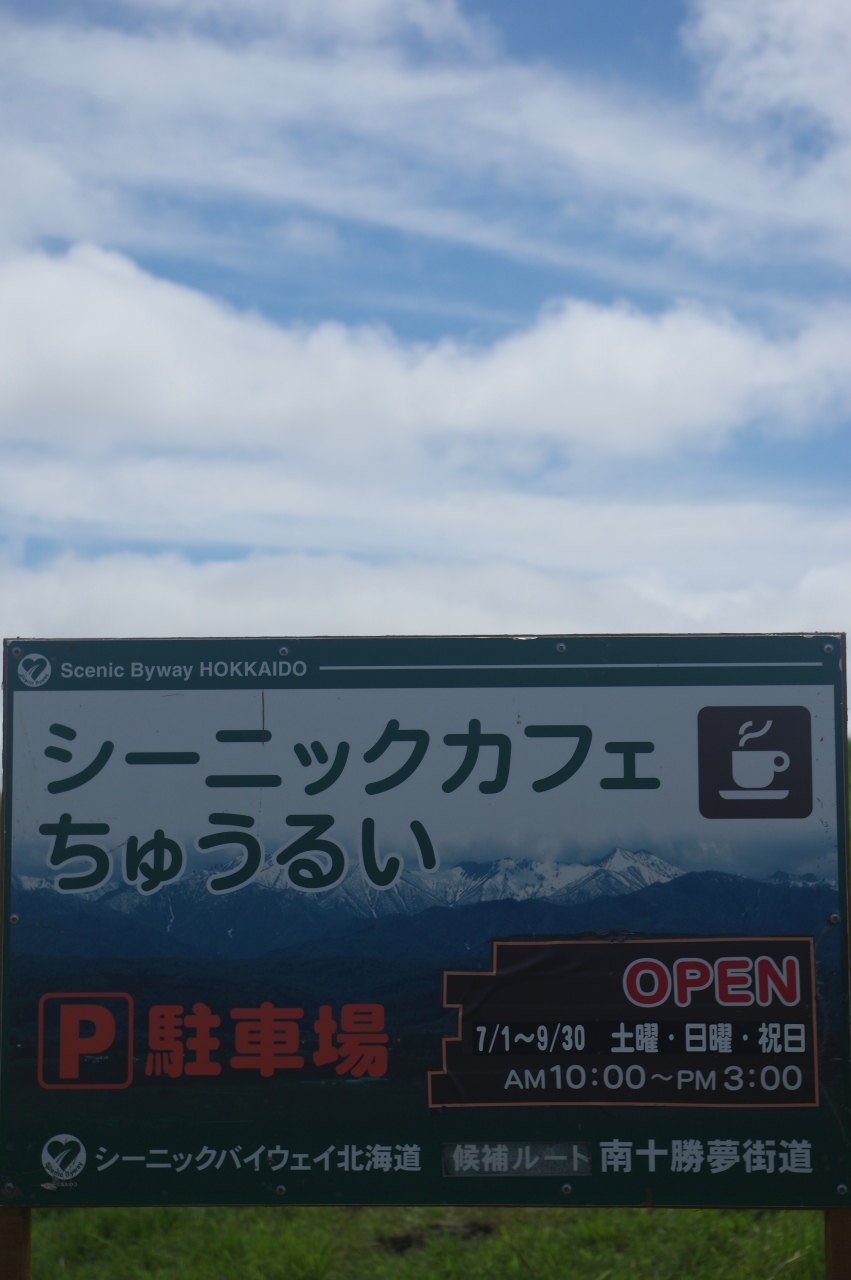 Scenic Byway HOKKAIDO
シーニックカフェ
ちゅうるい
OPEN
7/1～9/30 土曜・日曜・祝日
AM10:00～PM3:00
P 駐車場
シーニックバイウェイ北海道 候補ルート 南十勝夢街道